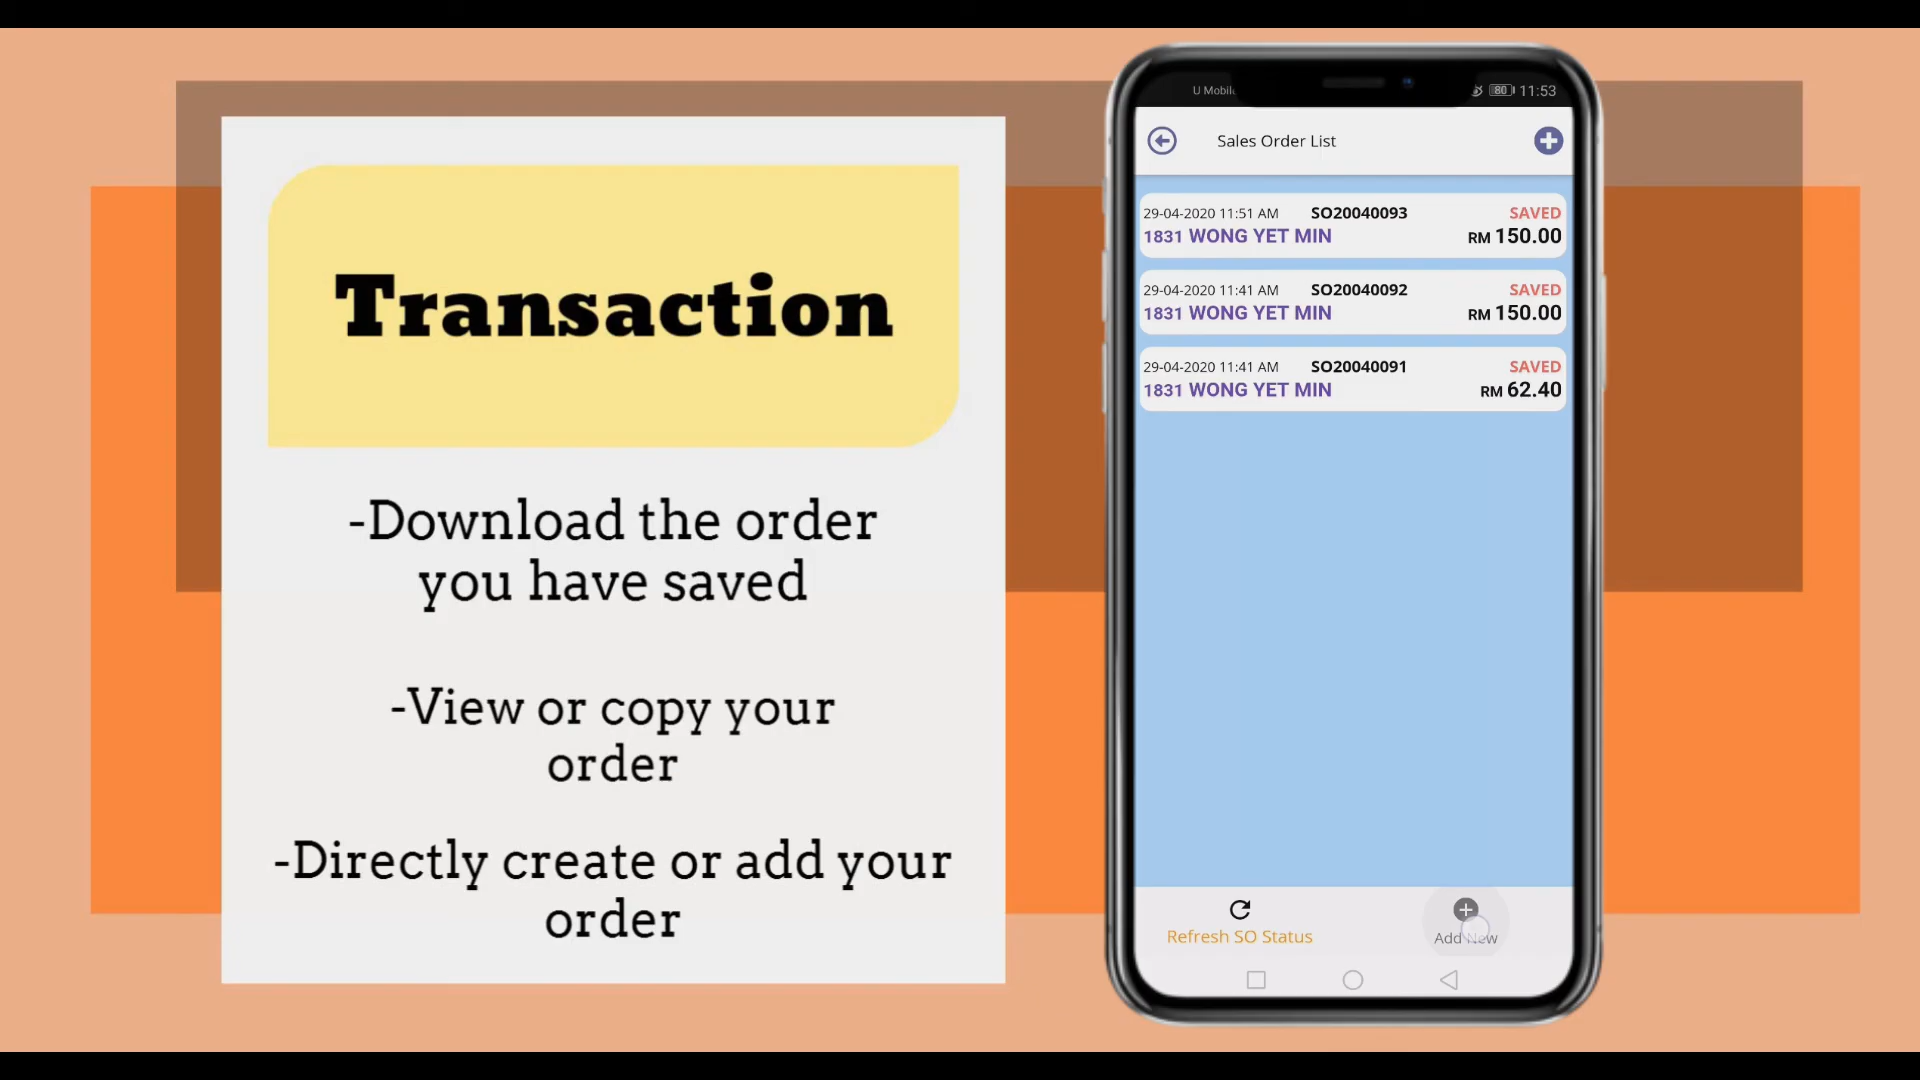 Transaction
-Download the order
you have saved
-View or copy your
order
-Directly create or add your
order
U Mobile 80 11:53
Sales Order List
29-04-2020 11:51 AM SO20040093 SAVED
1831 WONG YET MIN RM 150.00
29-04-2020 11:41 AM SO20040092 SAVED
1831 WONG YET MIN RM 150.00
29-04-2020 11:41 AM SO20040091 SAVED
1831 WONG YET MIN RM 62.40
Refresh SO Status
Add New